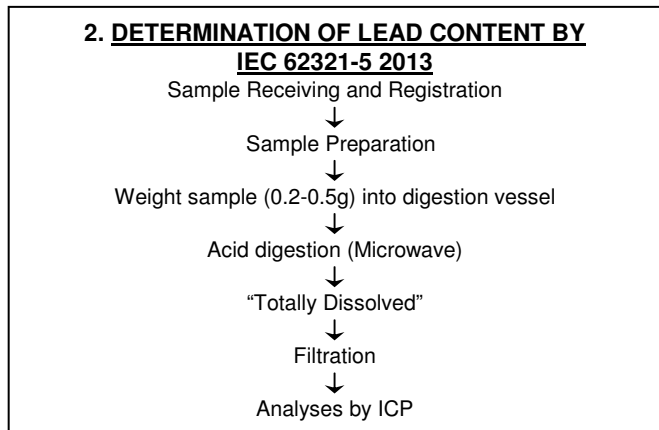 2. DETERMINATION OF LEAD CONTENT BY
IEC 62321-5 2013
Sample Receiving and Registration
↓
Sample Preparation
↓
Weight sample (0.2-0.5g) into digestion vessel
↓
Acid digestion (Microwave)
↓
“Totally Dissolved”
↓
Filtration
↓
Analyses by ICP